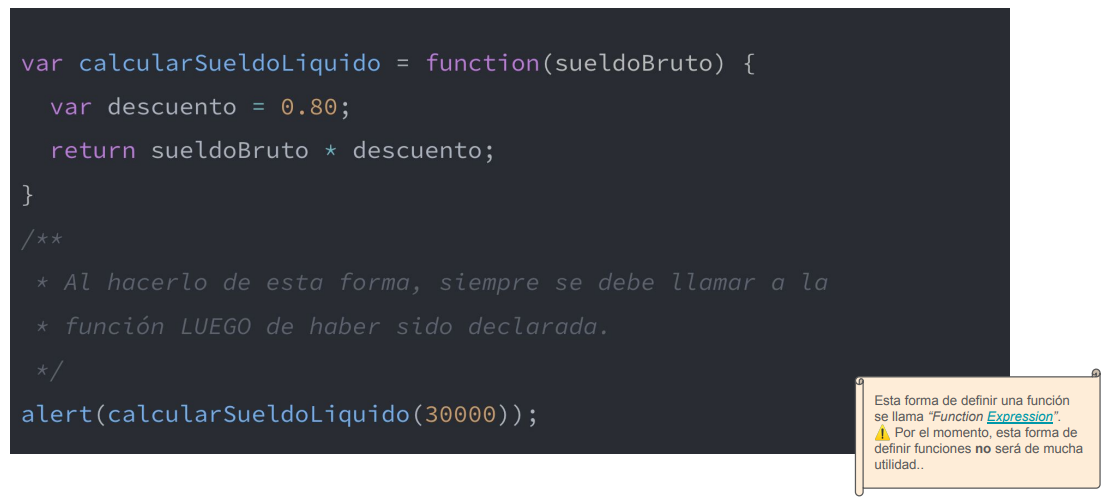 var calcularSueldoLiquido = function(sueldoBruto) {
  var descuento = 0.80;
  return sueldoBruto * descuento;
}
/**
 * Al hacerlo de esta forma, siempre se debe llamar a la
 * función LUEGO de haber sido declarada.
 */
alert(calcularSueldoLiquido(30000));
Esta forma de definir una función
se llama “Function Expression”.
⚠️ Por el momento, esta forma de
definir funciones no será de mucha
utilidad..